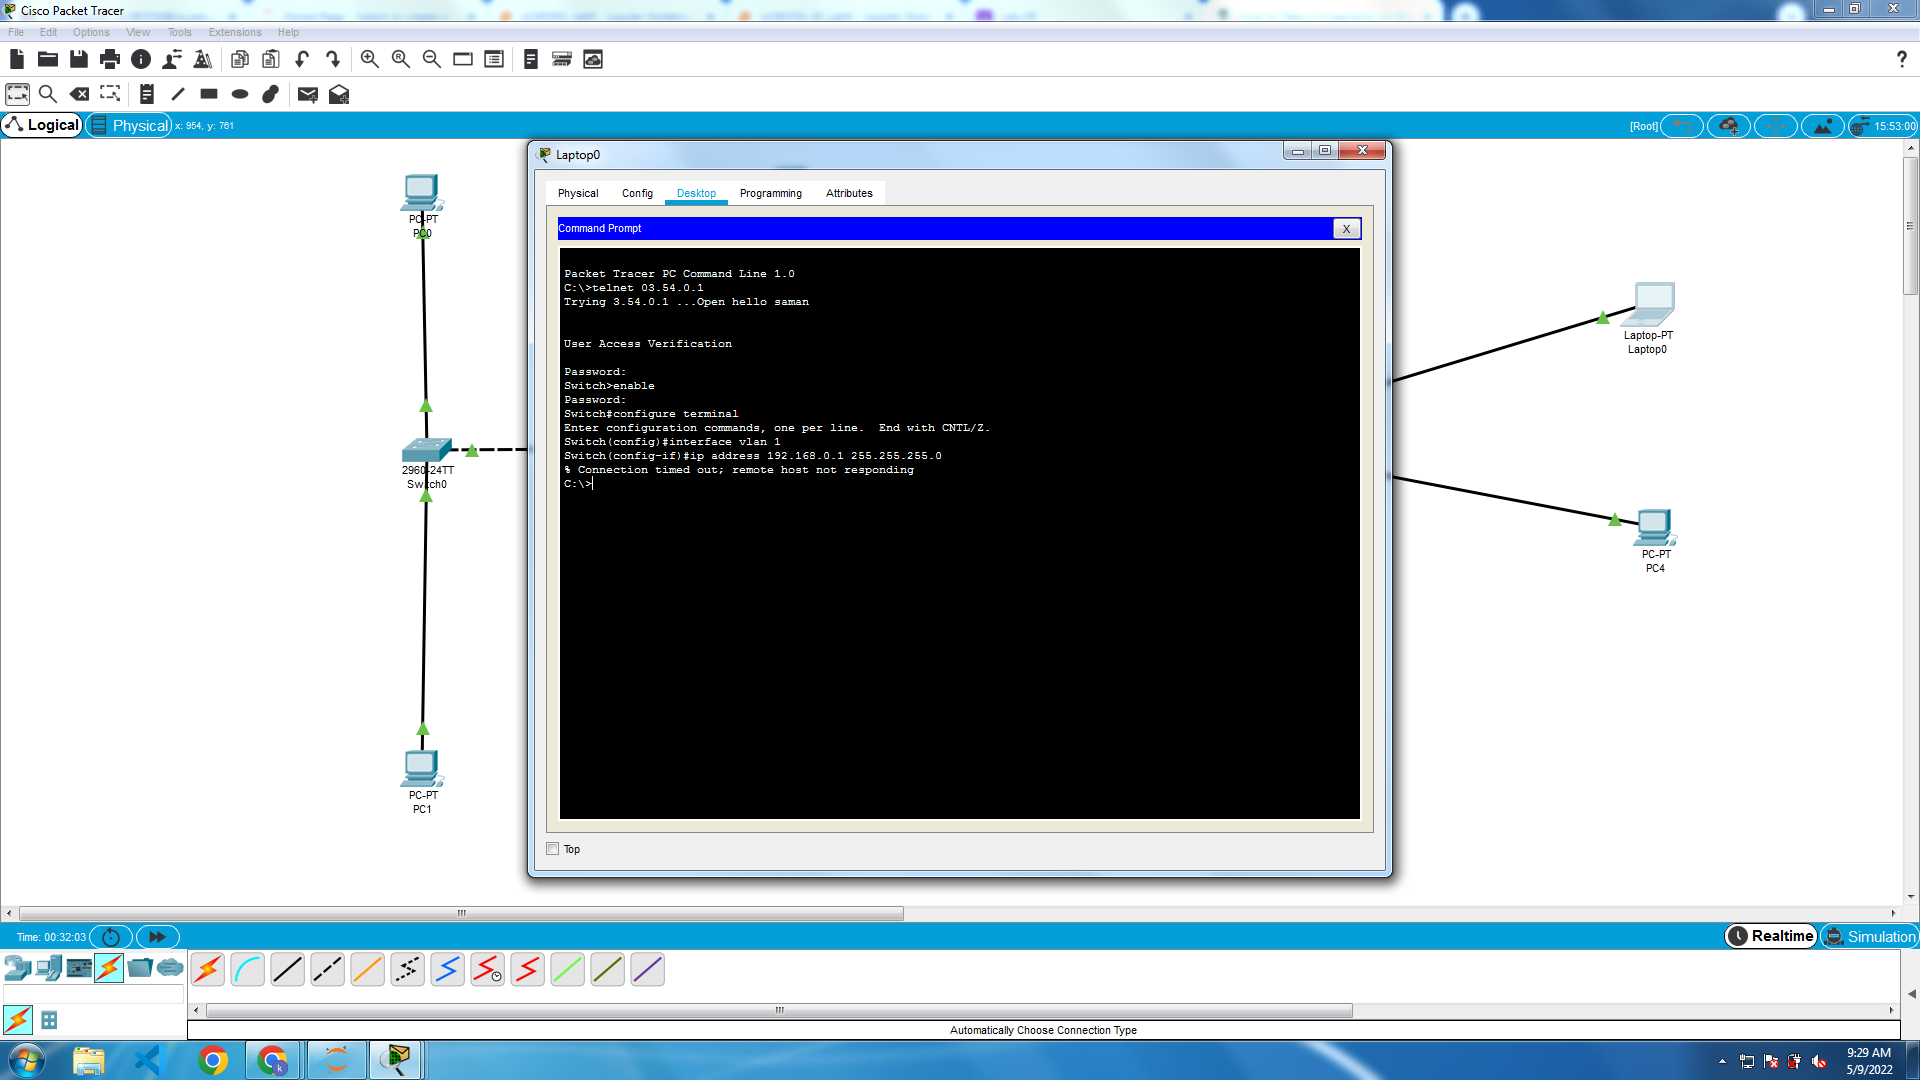 Cisco Packet Tracer
File Edit Options View Tools Extensions Help
?
Logical
Physical
x: 954, y: 761
[Root]
15:53:00
PC-PT
PC0
2960-24TT
Switch0
PC-PT
PC1
Laptop-PT
Laptop0
PC-PT
PC4
Laptop0
Physical Config Desktop Programming Attributes
Command Prompt
X
Packet Tracer PC Command Line 1.0
C:\>telnet 03.54.0.1
Trying 3.54.0.1 ...Open hello saman
User Access Verification
Password:
Switch>enable
Password:
Switch#configure terminal
Enter configuration commands, one per line.  End with CNTL/Z.
Switch(config)#interface vlan 1
Switch(config-if)#ip address 192.168.0.1 255.255.255.0
% Connection timed out; remote host not responding
C:\>
Top
Time: 00:32:03
Realtime
Simulation
Automatically Choose Connection Type
9:29 AM
5/9/2022